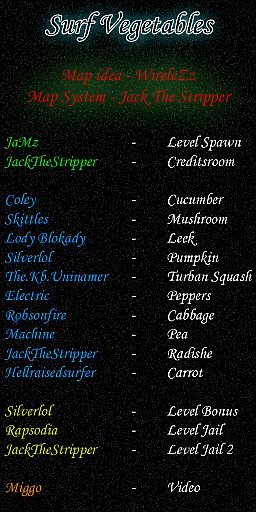 Surf Vegetables
Map idea - WireleZz
Map System - Jack The Stripper
JaMz - Level Spawn
JackTheStripper - Creditsroom
Coley - Cucumber
Skittles - Mushroom
Lody Blokady - Leek
Silverlol - Pumpkin
The.Kb.Uninamer - Turban Squash
Electric - Peppers
Robsonfire - Cabbage
Machine - Pea
JackTheStripper - Radishe
Hellraisedsurfer - Carrot
Silverlol - Level Bonus
Rapsodia - Level Jail
JackTheStripper - Level Jail 2
Miggo - Video